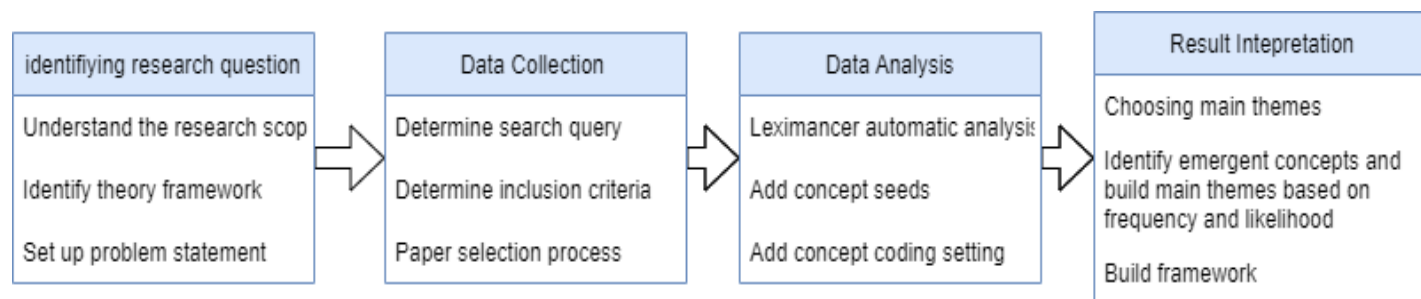 identifiying research question
Understand the research scop
Identify theory framework
Set up problem statement
Data Collection
Determine search query
Determine inclusion criteria
Paper selection process
Data Analysis
Leximancer automatic analysis
Add concept seeds
Add concept coding setting
Result Intepretation
Choosing main themes
Identify emergent concepts and
build main themes based on
frequency and likelihood
Build framework